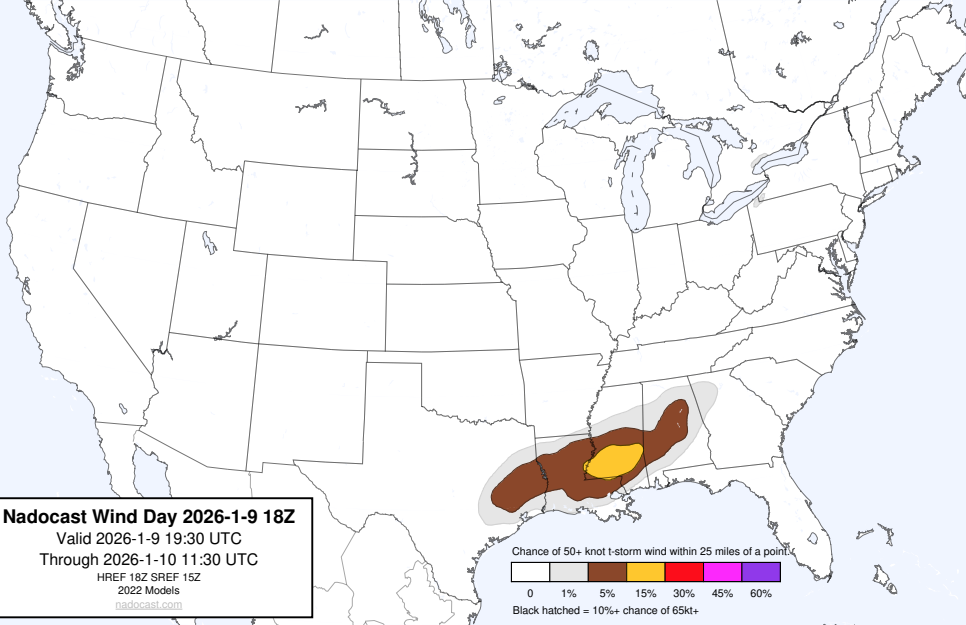 Nadocast Wind Day 2026-1-9 18Z
Valid 2026-1-9 19:30 UTC
Through 2026-1-10 11:30 UTC
HREF 18Z SREF 15Z
2022 Models
nadocast.com
Chance of 50+ knot t-storm wind within 25 miles of a point.
0 1% 5% 15% 30% 45% 60%
Black hatched = 10%+ chance of 65kt+